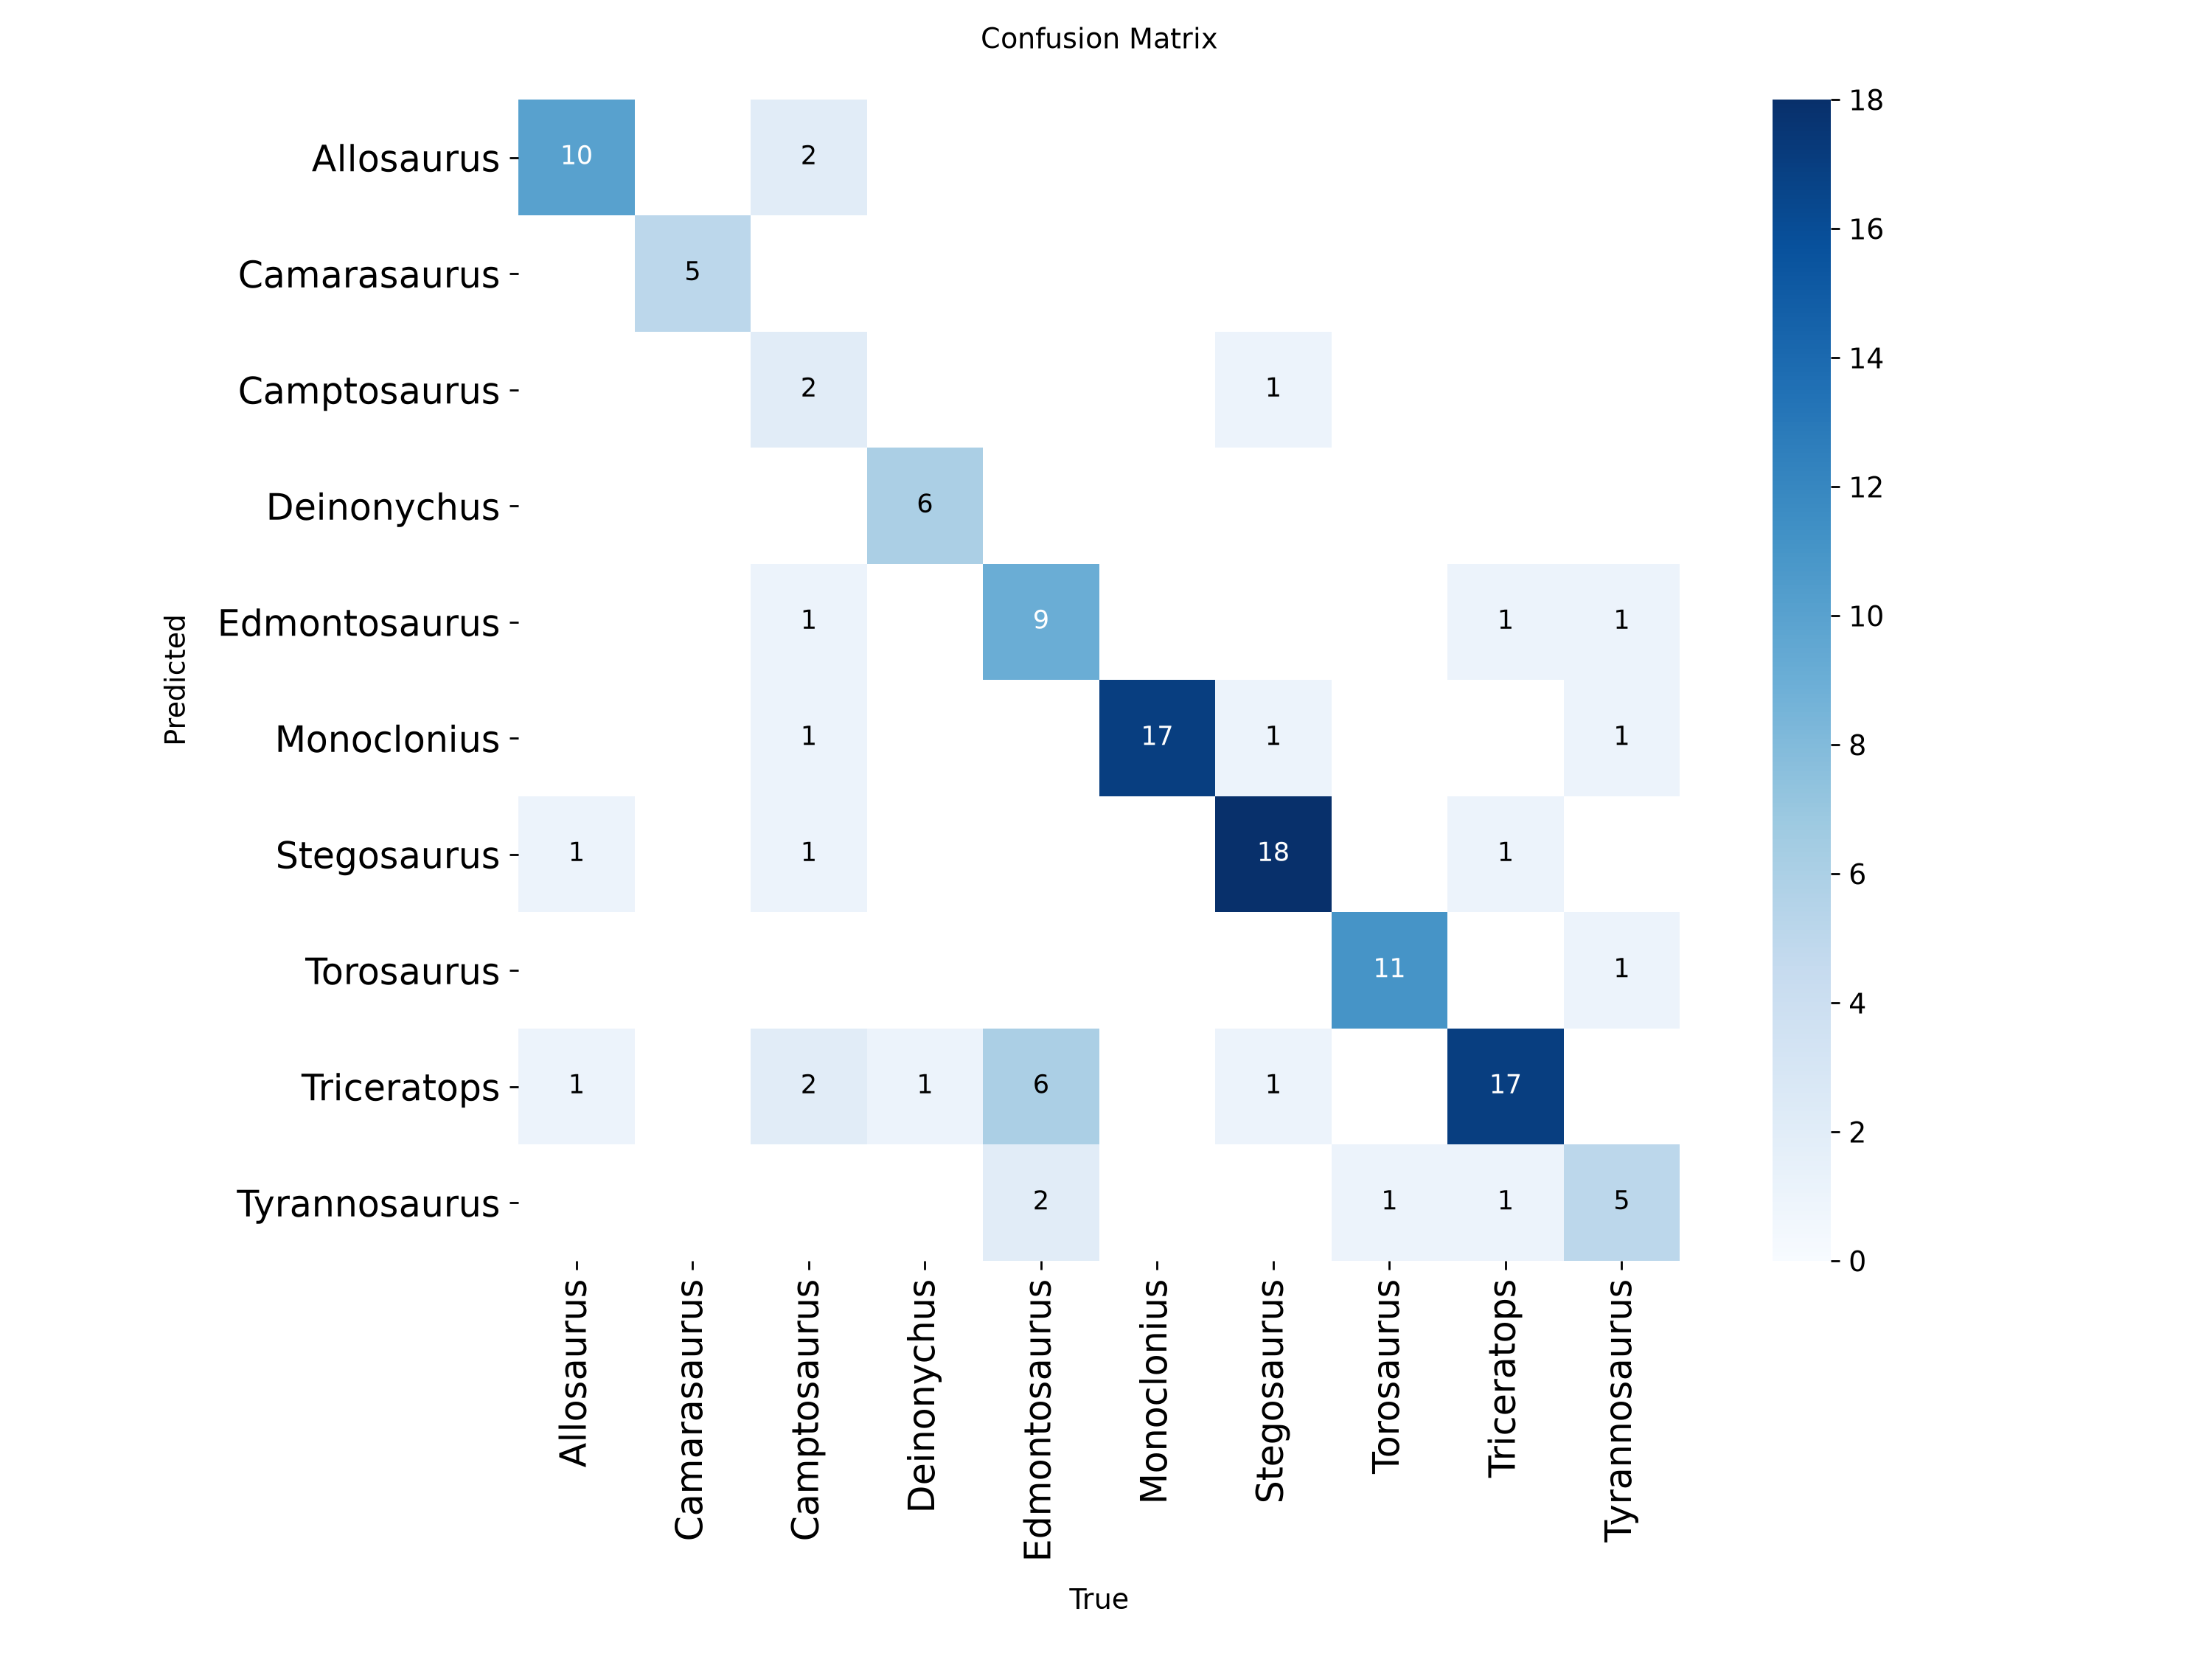 Confusion Matrix
Allosaurus 10 2
Camarasaurus 5
Camptosaurus 2 1
Deinonychus 6
Edmontosaurus 1 9 1 1
Monoclonius 1 17 1 1
Stegosaurus 1 1 18 1
Torosaurus 11 1
Triceratops 1 2 1 6 1 17
Tyrannosaurus 2 1 1 5
Predicted
Allosaurus
Camarasaurus
Camptosaurus
Deinonychus
Edmontosaurus
Monoclonius
Stegosaurus
Torosaurus
Triceratops
Tyrannosaurus
True
18
16
14
12
10
8
6
4
2
0